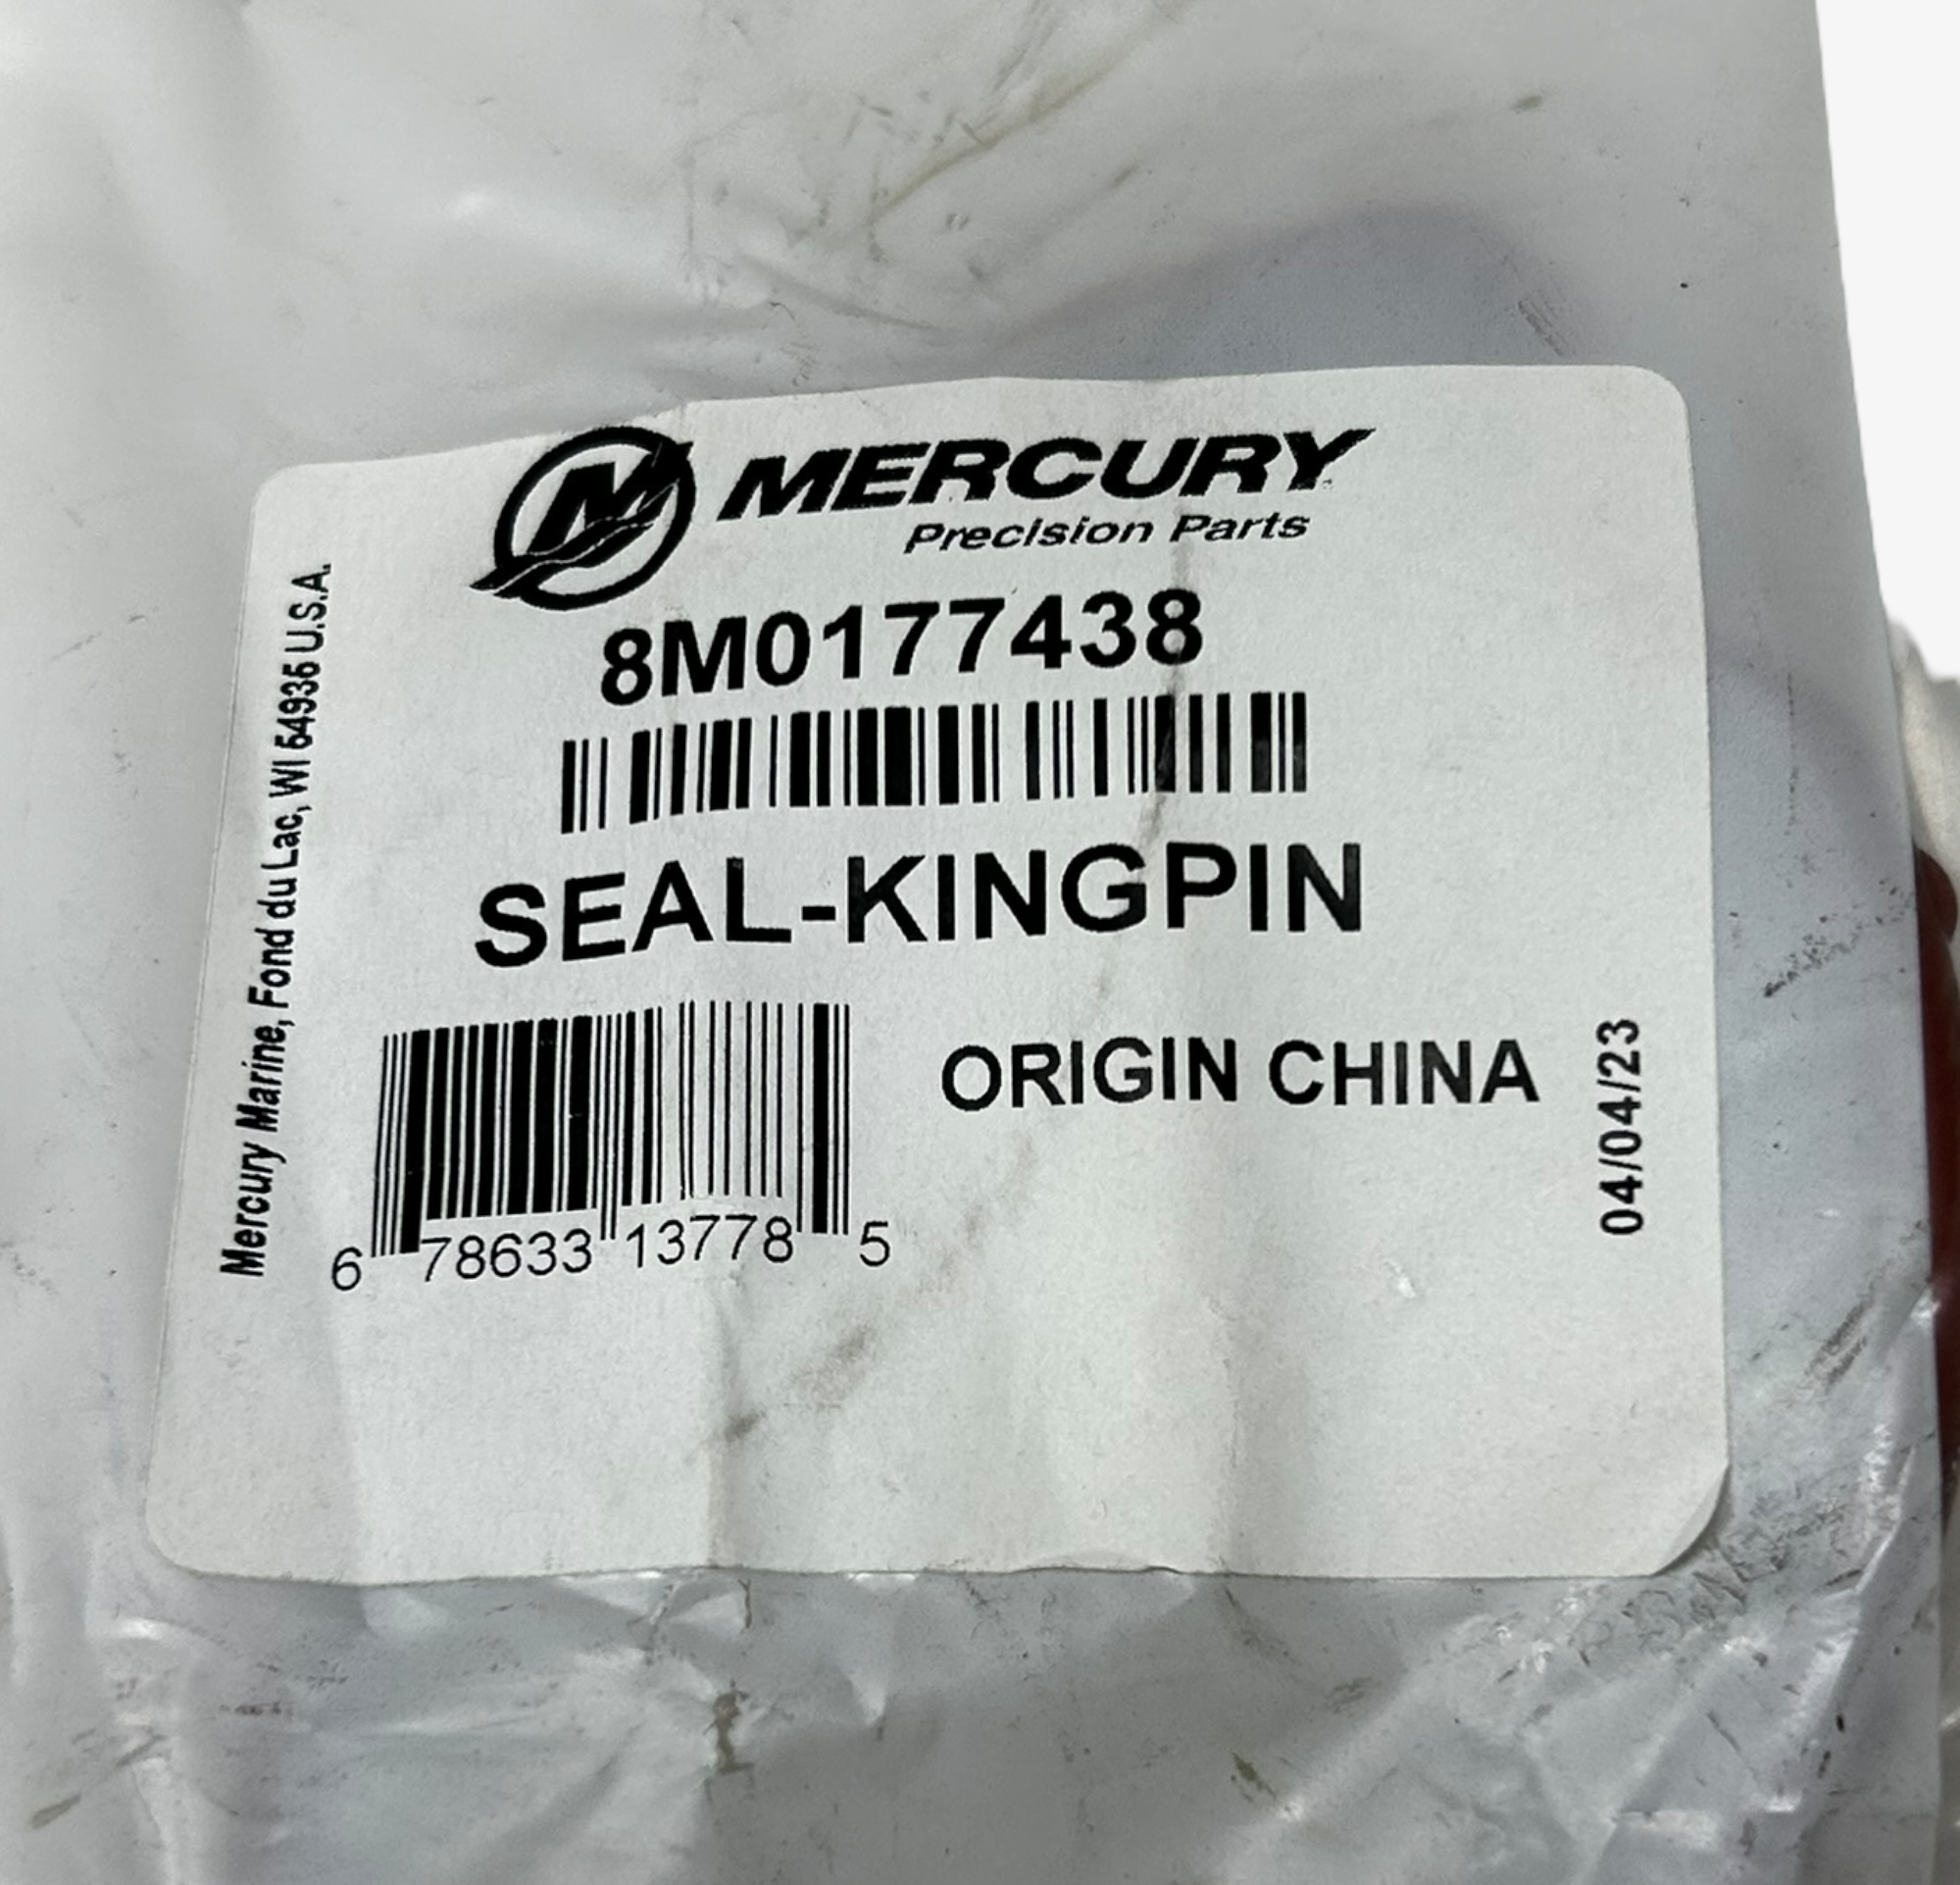 MERCURY
Precision Parts
8M0177438
SEAL-KINGPIN
ORIGIN CHINA
6 78633 13778 5
04/04/23
Mercury Marine, Fond du Lac, WI 54935 U.S.A.